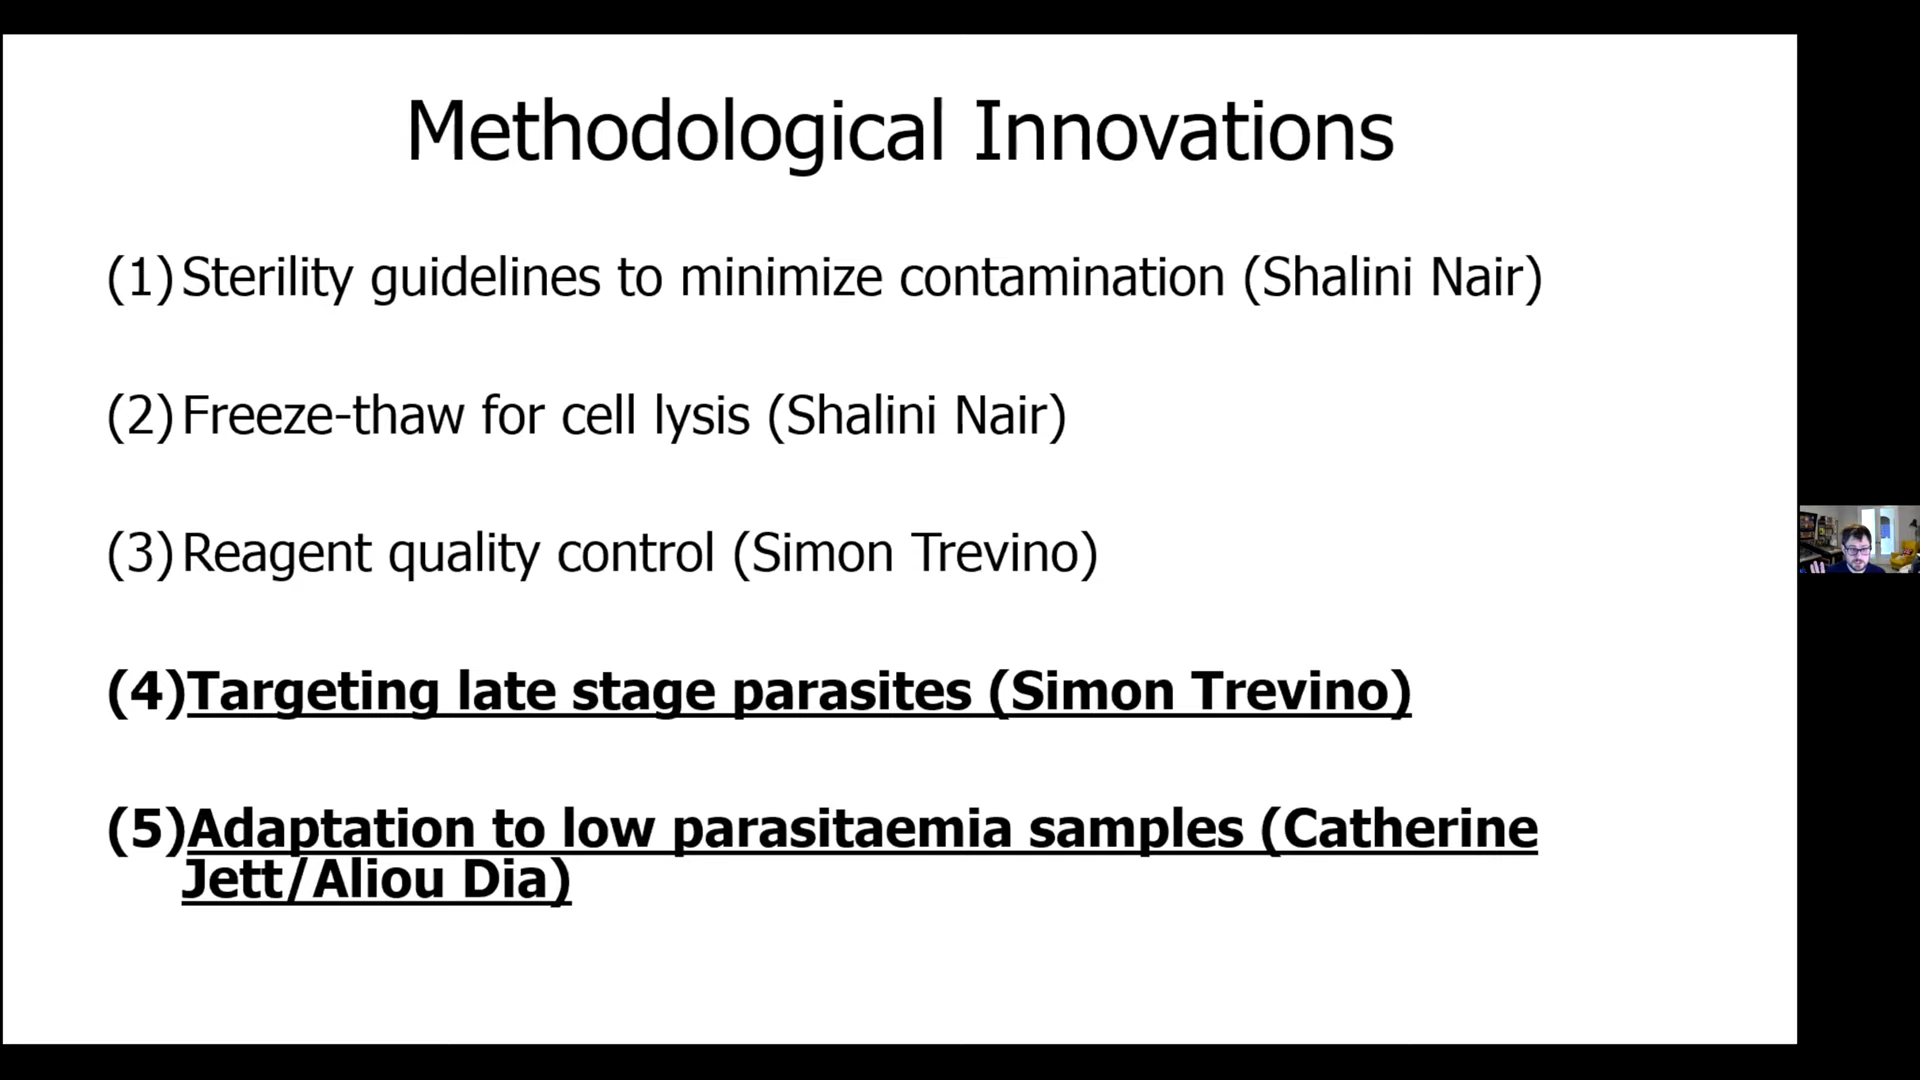 Methodological Innovations
(1) Sterility guidelines to minimize contamination (Shalini Nair)
(2) Freeze-thaw for cell lysis (Shalini Nair)
(3) Reagent quality control (Simon Trevino)
(4) Targeting late stage parasites (Simon Trevino)
(5) Adaptation to low parasitaemia samples (Catherine
Jett/Aliou Dia)